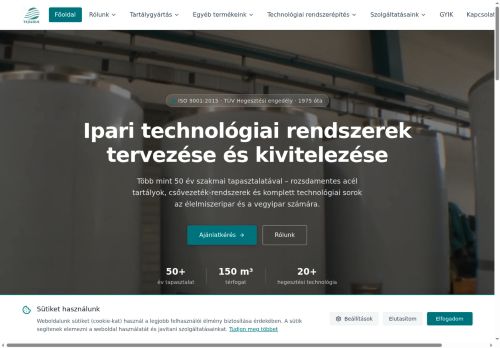 Főoldal
Rólunk
Tartálygyártás
Egyéb termékeink
Technológiai rendszerépítés
Szolgáltatásaink
GYIK
Kapcsolat
ISO 9001:2015 · TÜV Hegesztési engedély · 1975 óta
Ipari technológiai rendszerek
tervezése és kivitelezése
Több mint 50 év szakmai tapasztalatával – rozsdamentes acél
tartályok, csővezeték-rendszerek és komplett technológiai sorok
az élelmiszeripar és a vegyipar számára.
Ajánlatkérés →
Rólunk
50+
év tapasztalat
150 m³
térfogat
20+
hegesztési technológia
Sütiket használunk
Weboldalunk sütiket (cookie-kat) használ a legjobb felhasználói élmény biztosítása érdekében. A sütik
segítenek elemezni a weboldal használatát és javítani szolgáltatásainkat. Tudjon meg többet
Beállítások
Elutasítom
Elfogadom